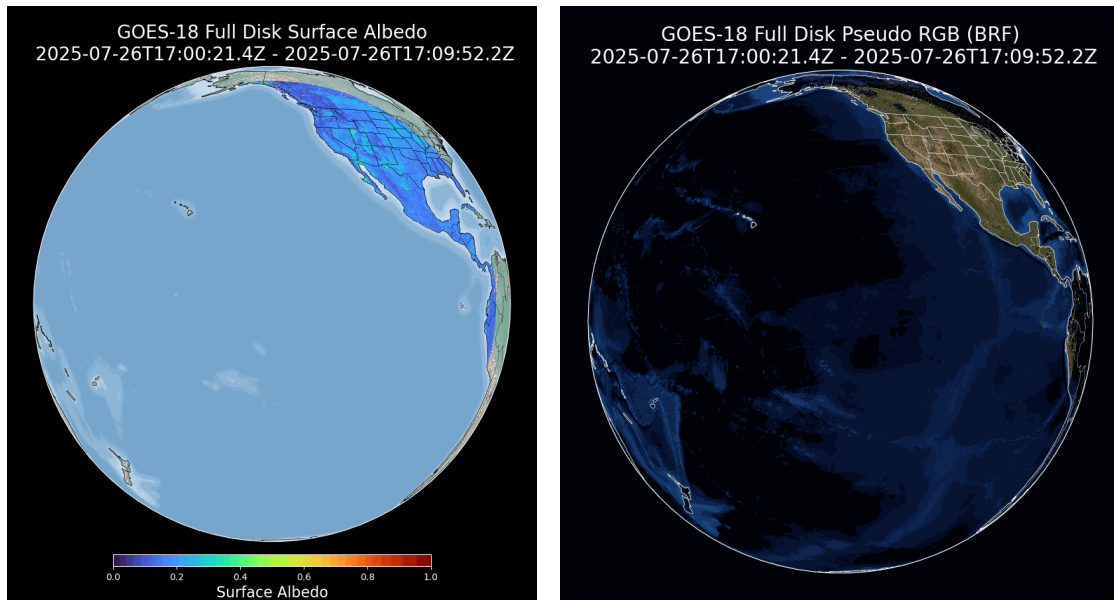 GOES-18 Full Disk Surface Albedo
2025-07-26T17:00:21.4Z - 2025-07-26T17:09:52.2Z
0.0 0.2 0.4 0.6 0.8 1.0
Surface Albedo
GOES-18 Full Disk Pseudo RGB (BRF)
2025-07-26T17:00:21.4Z - 2025-07-26T17:09:52.2Z